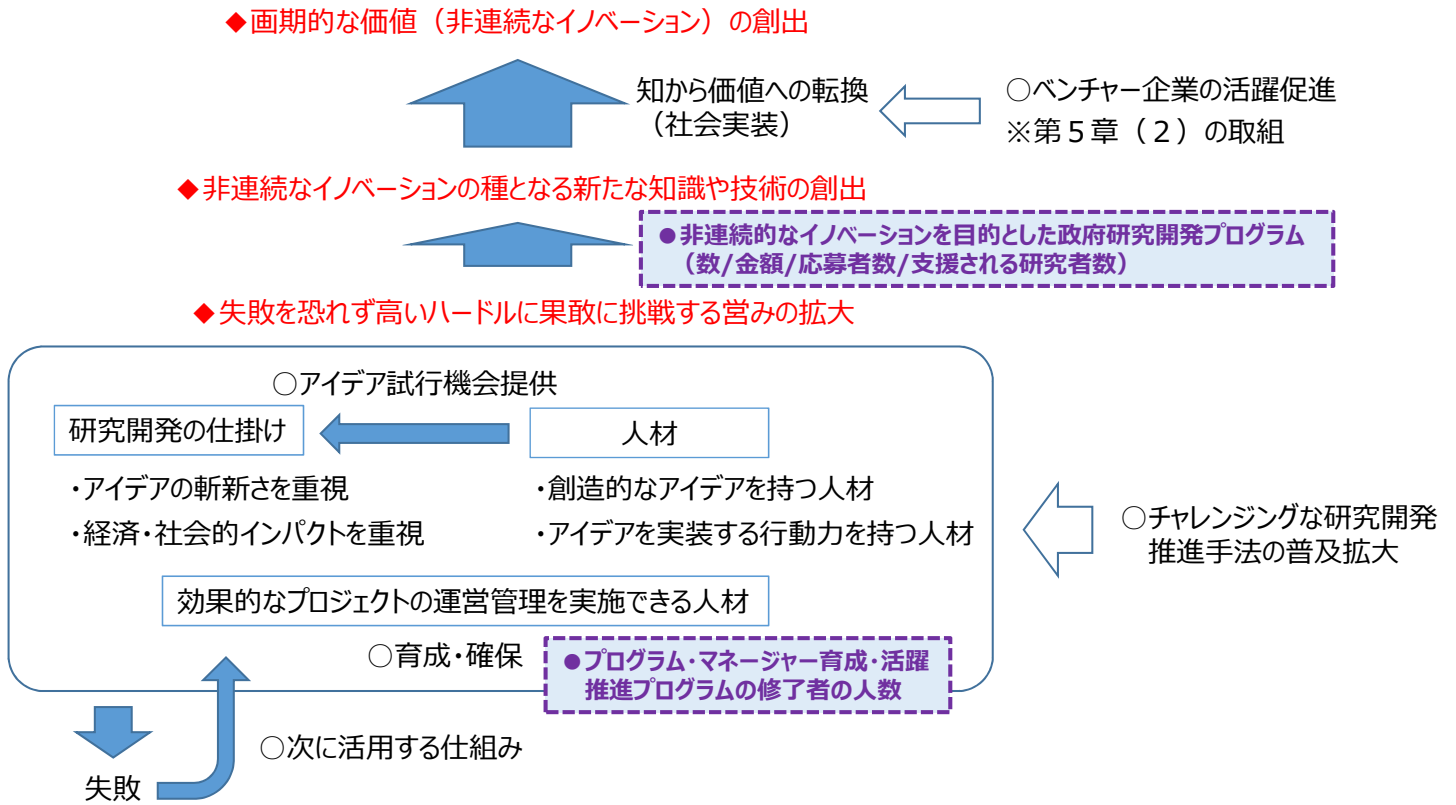 ◆画期的な価値（非連続なイノベーション）の創出
知から価値への転換
（社会実装）
○ベンチャー企業の活躍促進
※第５章（２）の取組
◆非連続なイノベーションの種となる新たな知識や技術の創出
●非連続的なイノベーションを目的とした政府研究開発プログラム
（数/金額/応募者数/支援される研究者数）
◆失敗を恐れず高いハードルに果敢に挑戦する営みの拡大
○アイデア試行機会提供
研究開発の仕掛け
人材
・アイデアの斬新さを重視
・経済・社会的インパクトを重視
・創造的なアイデアを持つ人材
・アイデアを実装する行動力を持つ人材
○チャレンジングな研究開発
推進手法の普及拡大
効果的なプロジェクトの運営管理を実施できる人材
○育成・確保
●プログラム・マネージャー育成・活躍
推進プログラムの修了者の人数
○次に活用する仕組み
失敗